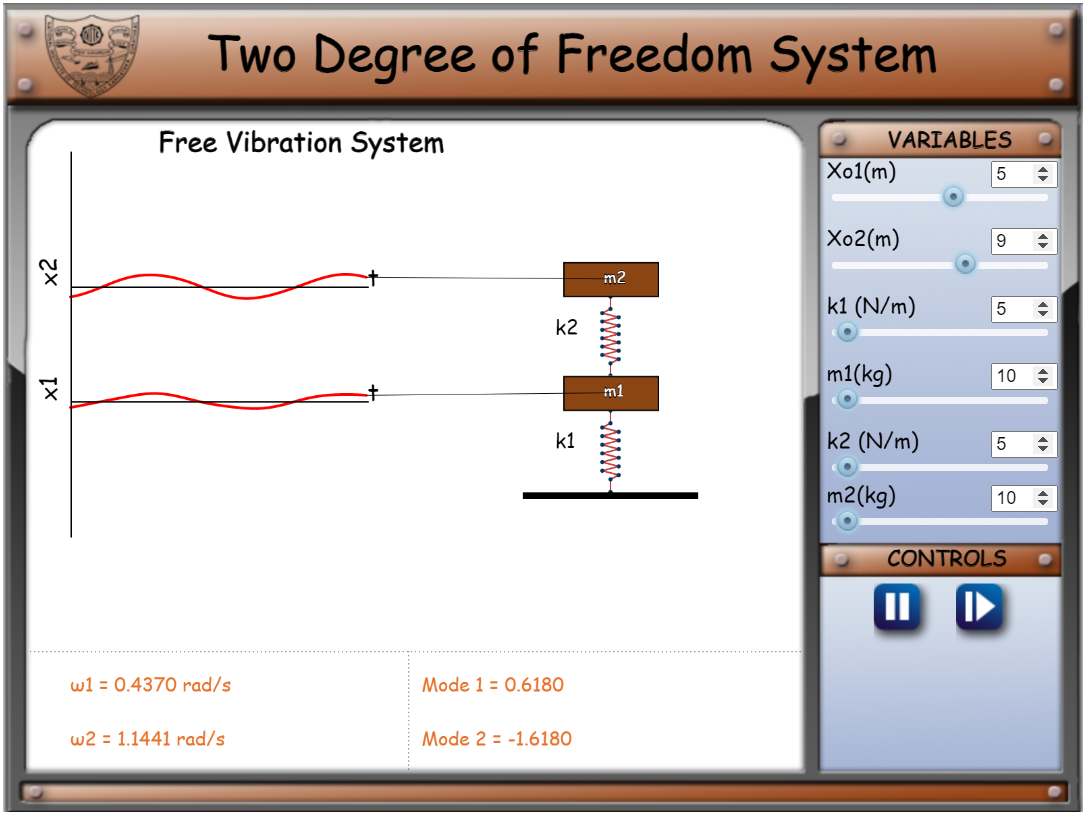 Two Degree of Freedom System
Free Vibration System
VARIABLES
Xo1(m)
5
Xo2(m)
9
k1 (N/m)
5
m1(kg)
10
k2 (N/m)
5
m2(kg)
10
CONTROLS
x2
m2
k2
x1
m1
k1
ω1 = 0.4370 rad/s
Mode 1 = 0.6180
ω2 = 1.1441 rad/s
Mode 2 = -1.6180